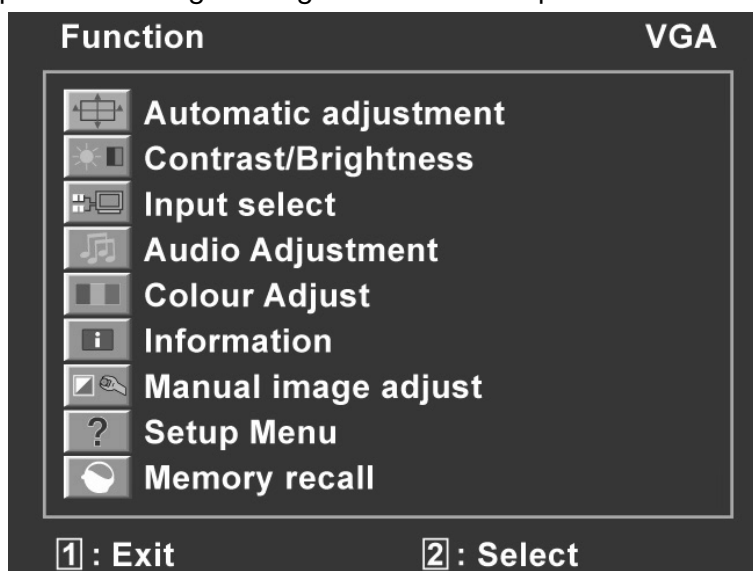 Function VGA
Automatic adjustment
Contrast/Brightness
Input select
Audio Adjustment
Colour Adjust
i Information
Manual image adjust
? Setup Menu
Memory recall
1 : Exit 2 : Select